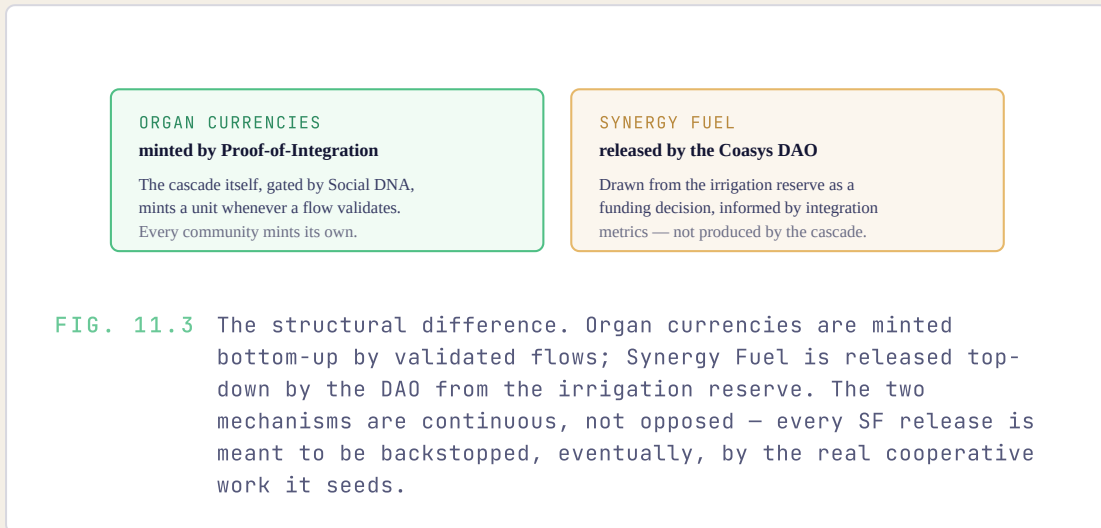 ORGAN CURRENCIES
minted by Proof-of-Integration
The cascade itself, gated by Social DNA,
mints a unit whenever a flow validates.
Every community mints its own.
SYNERGY FUEL
released by the Coasys DAO
Drawn from the irrigation reserve as a
funding decision, informed by integration
metrics — not produced by the cascade.
FIG. 11.3 The structural difference. Organ currencies are minted
bottom-up by validated flows; Synergy Fuel is released top-
down by the DAO from the irrigation reserve. The two
mechanisms are continuous, not opposed — every SF release is
meant to be backstopped, eventually, by the real cooperative
work it seeds.